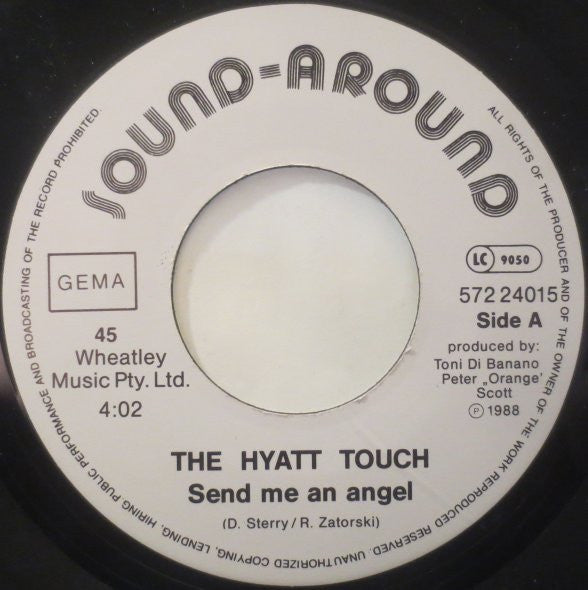 SOUND-AROUND
ALL RIGHTS OF THE PRODUCER AND OF THE OWNER OF THE WORK REPRODUCED RESERVED. UNAUTHORIZED COPYING, LENDING, HIRING PUBLIC PERFORMANCE AND BROADCASTING OF THE RECORD PROHIBITED.
GEMA
45
Wheatley
Music Pty. Ltd.
4:02
LC 9050
572 24015
Side A
produced by:
Toni Di Banano
Peter „Orange'
Scott
Ⓟ 1988
THE HYATT TOUCH
Send me an angel
(D. Sterry / R. Zatorski)